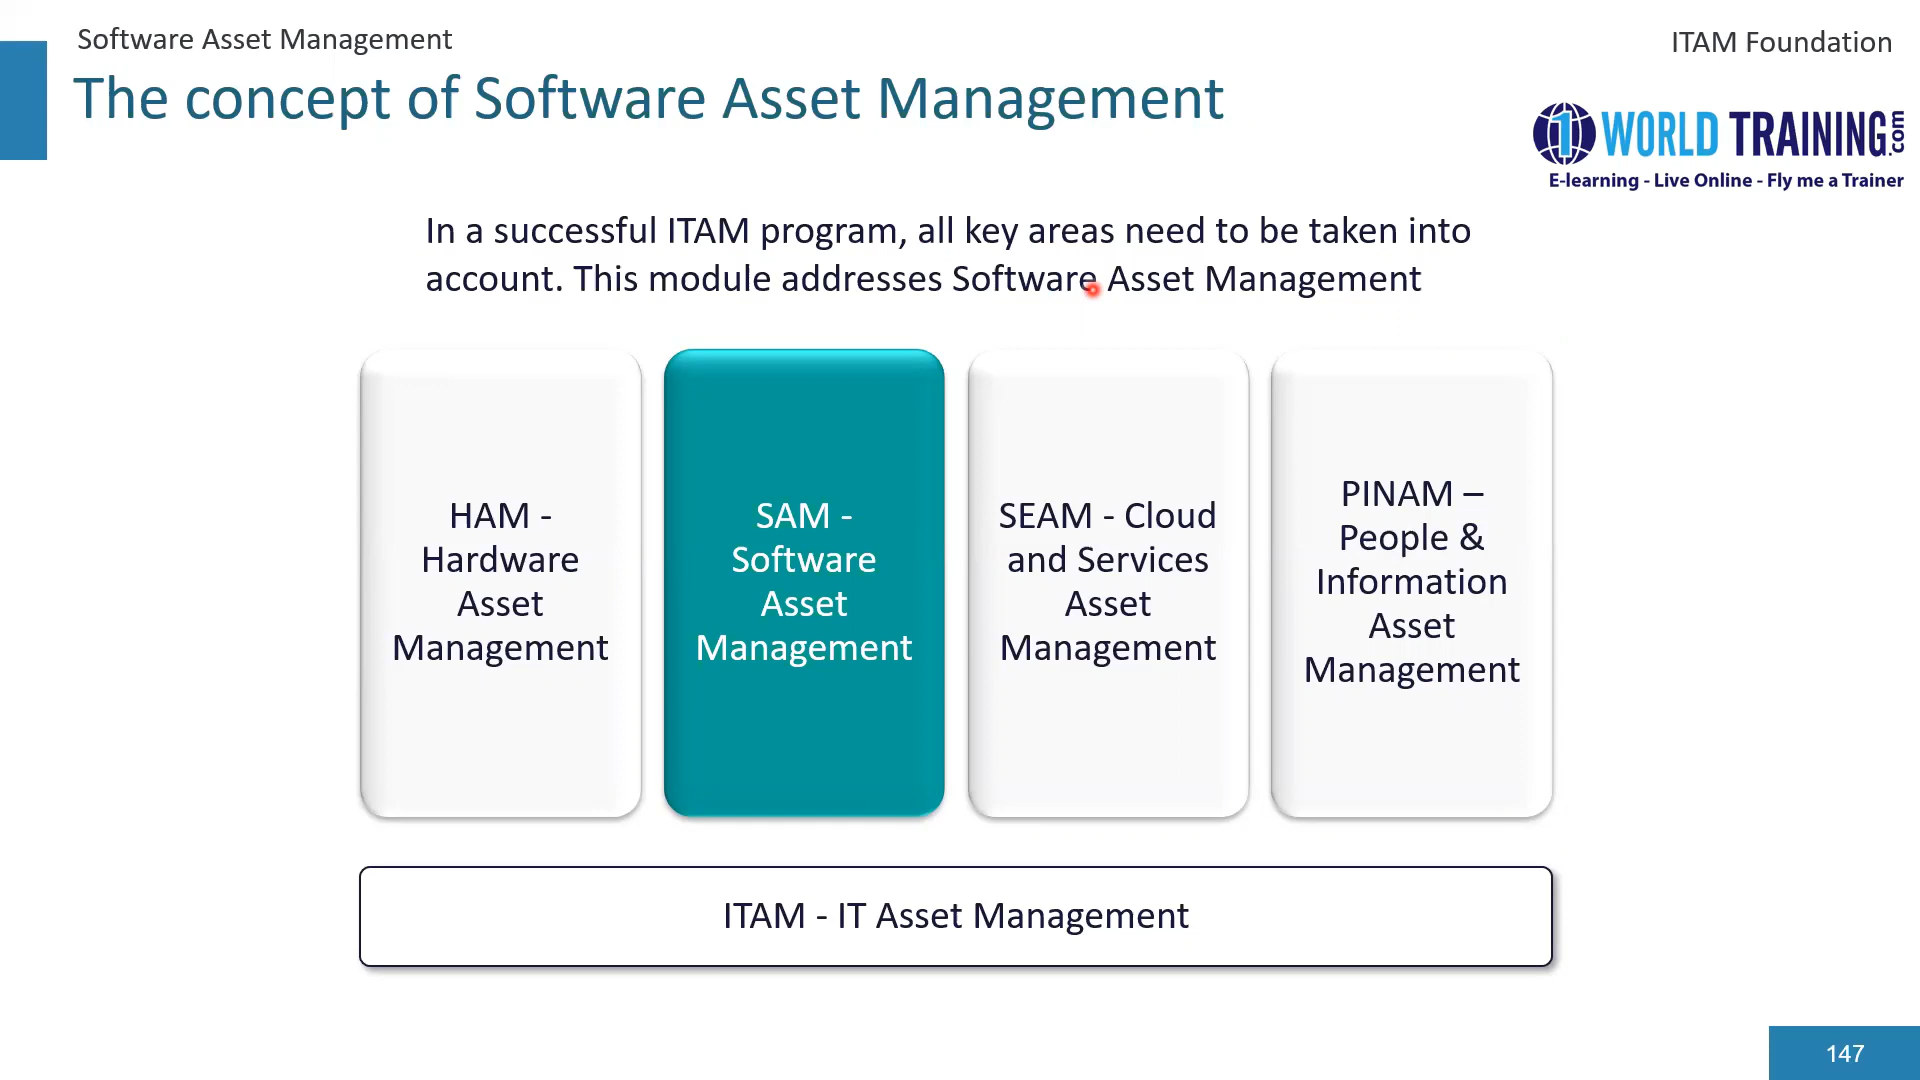 Software Asset Management
ITAM Foundation
The concept of Software Asset Management
1 WORLD TRAINING.com
E-learning - Live Online - Fly me a Trainer
In a successful ITAM program, all key areas need to be taken into
account. This module addresses Software Asset Management
HAM -
Hardware
Asset
Management
SAM -
Software
Asset
Management
SEAM - Cloud
and Services
Asset
Management
PINAM –
People &
Information
Asset
Management
ITAM - IT Asset Management
147